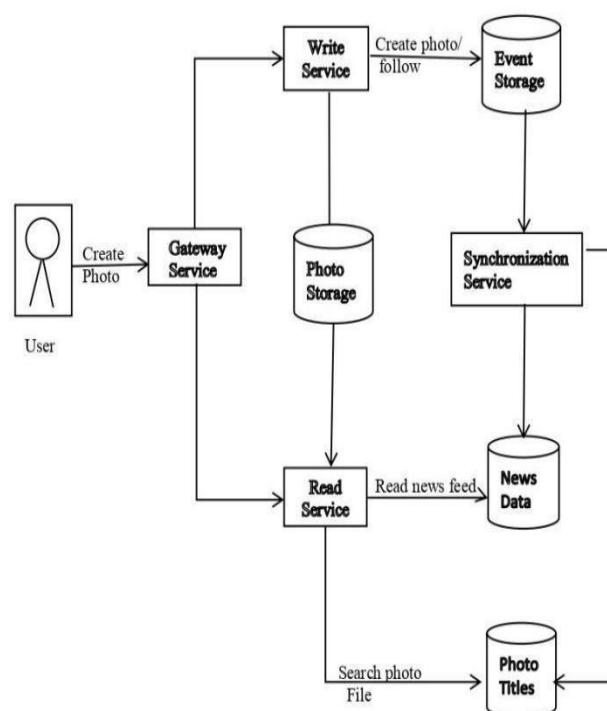 Write
Service
Create photo/
follow
Event
Storage
Create
Photo
Gateway
Service
Photo
Storage
Synchronization
Service
User
Read
Service
Read news feed
News
Data
Search photo
File
Photo
Titles